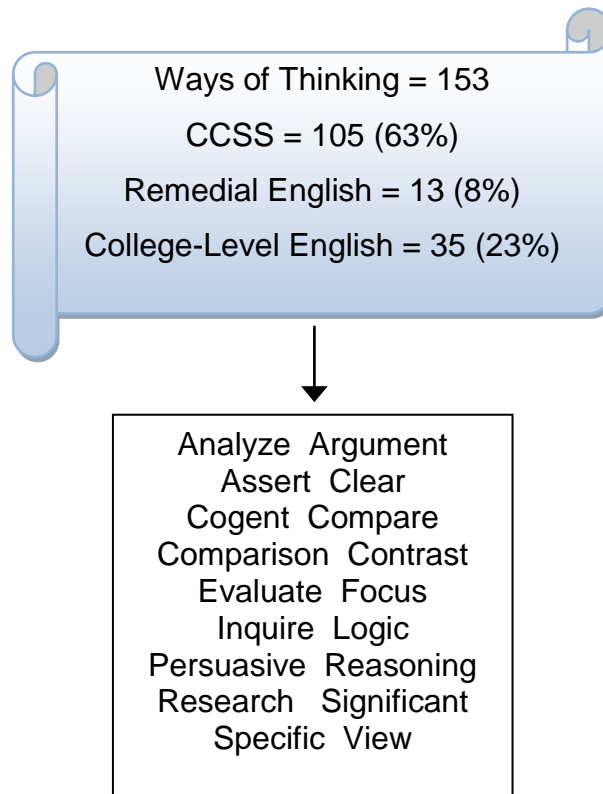 Ways of Thinking = 153
CCSS = 105 (63%)
Remedial English = 13 (8%)
College-Level English = 35 (23%)
Analyze Argument
Assert Clear
Cogent Compare
Comparison Contrast
Evaluate Focus
Inquire Logic
Persuasive Reasoning
Research Significant
Specific View